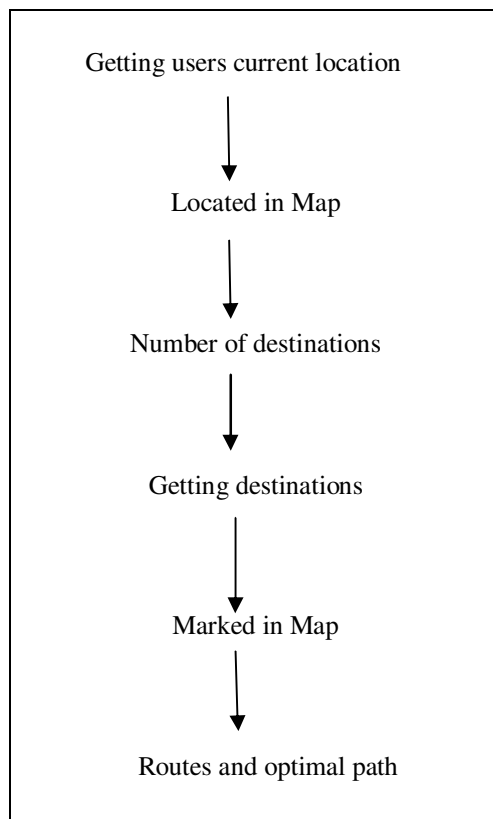 Getting users current location
Located in Map
Number of destinations
Getting destinations
Marked in Map
Routes and optimal path